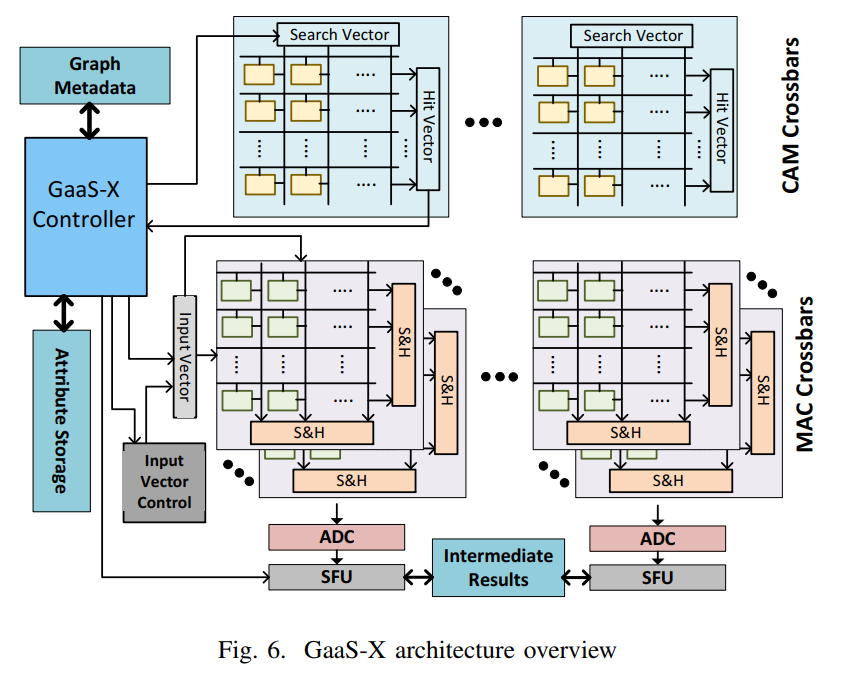 Graph
Metadata
GaaS-X
Controller
Attribute Storage
Search Vector
....
....
....
....
....
....
Hit Vector
....
Search Vector
....
....
....
....
....
....
Hit Vector
....
CAM Crossbars
Input Vector
Input
Vector
Control
....
....
....
....
....
....
S&H
S&H
S&H
S&H
....
....
....
....
....
....
S&H
S&H
S&H
S&H
MAC Crossbars
ADC
SFU
Intermediate
Results
ADC
SFU
Fig. 6. GaaS-X architecture overview